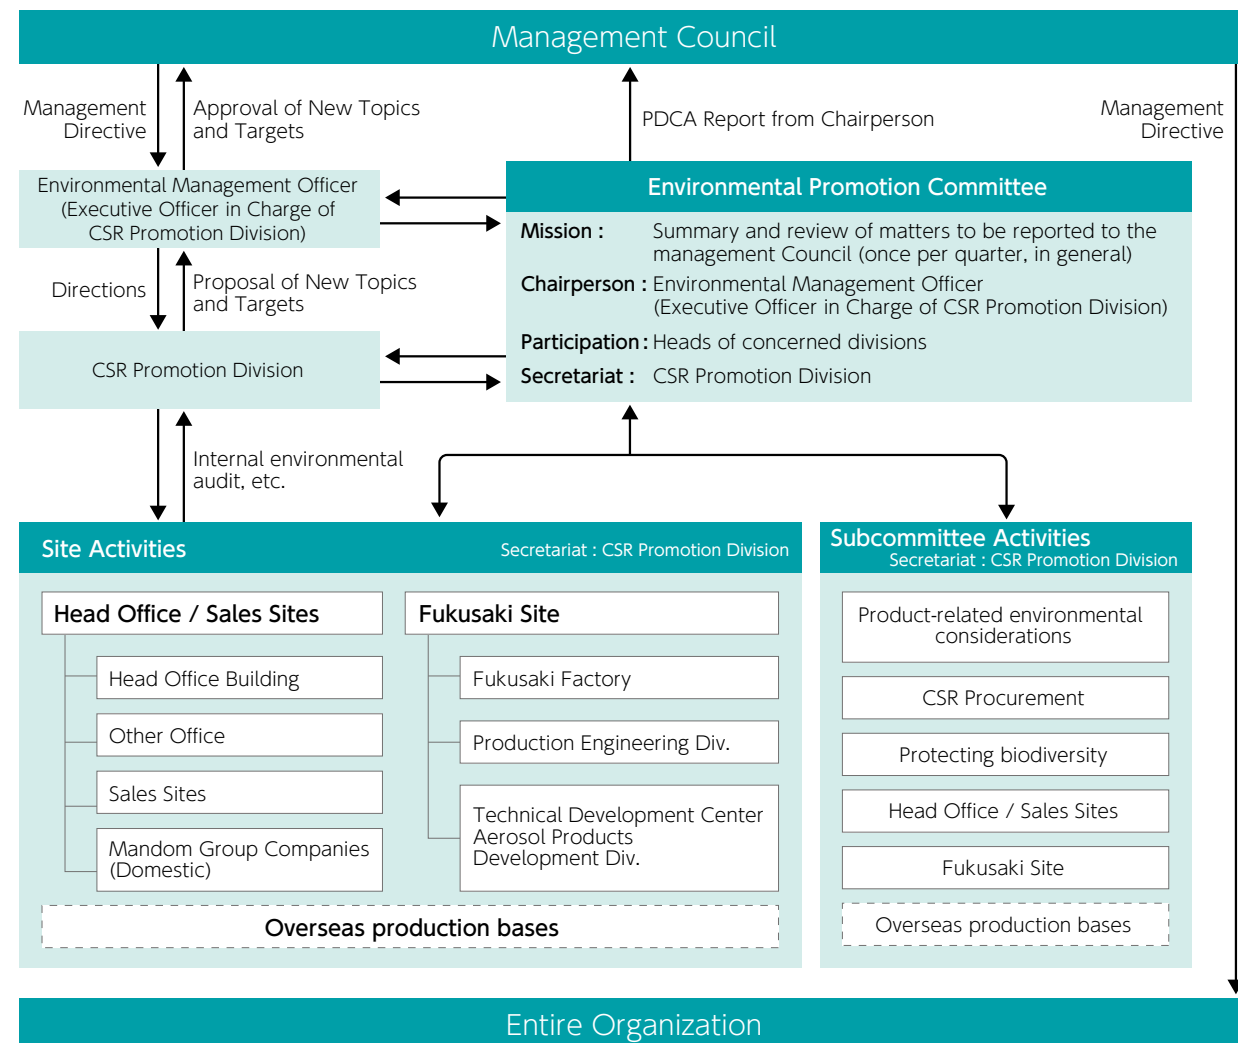 Management Council
Management
Directive
Approval of New Topics
and Targets
PDCA Report from Chairperson
Management
Directive
Environmental Management Officer
(Executive Officer in Charge of
CSR Promotion Division)
Environmental Promotion Committee
Mission : Summary and review of matters to be reported to the
management Council (once per quarter, in general)
Chairperson : Environmental Management Officer
(Executive Officer in Charge of CSR Promotion Division)
Participation : Heads of concerned divisions
Secretariat : CSR Promotion Division
Directions
Proposal of New Topics
and Targets
CSR Promotion Division
Internal environmental
audit, etc.
Site Activities
Secretariat : CSR Promotion Division
Head Office / Sales Sites
Head Office Building
Other Office
Sales Sites
Mandom Group Companies
(Domestic)
Fukusaki Site
Fukusaki Factory
Production Engineering Div.
Technical Development Center
Aerosol Products
Development Div.
Overseas production bases
Subcommittee Activities
Secretariat : CSR Promotion Division
Product-related environmental
considerations
CSR Procurement
Protecting biodiversity
Head Office / Sales Sites
Fukusaki Site
Overseas production bases
Entire Organization